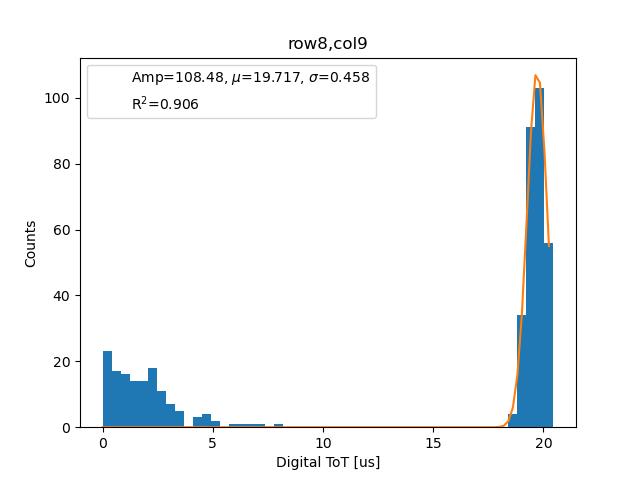 row8,col9
Amp=108.48, μ=19.717, σ=0.458
R²=0.906
Counts
100
80
60
40
20
0
0 5 10 15 20
Digital ToT [us]